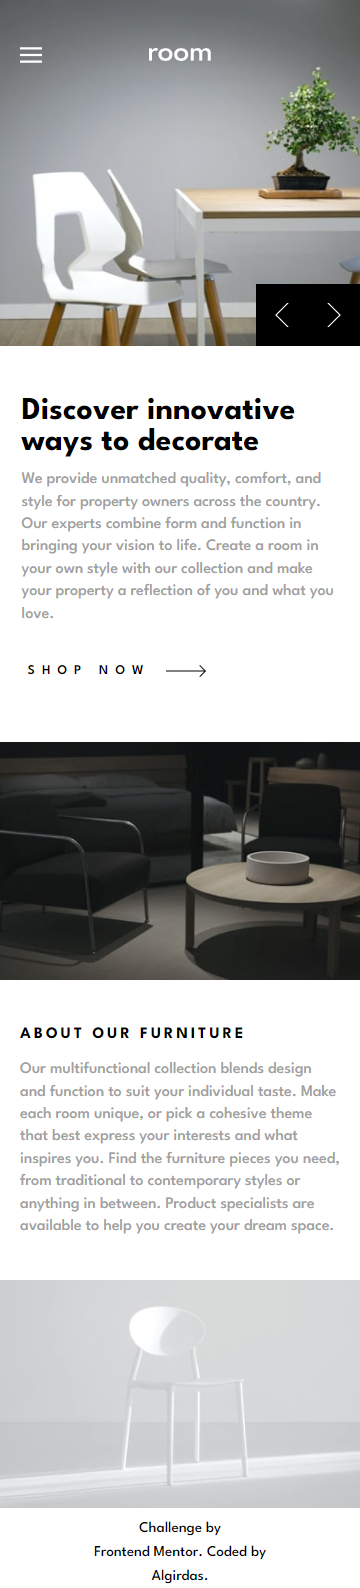 room
Discover innovative
ways to decorate
We provide unmatched quality, comfort, and
style for property owners across the country.
Our experts combine form and function in
bringing your vision to life. Create a room in
your own style with our collection and make
your property a reflection of you and what you
love.
SHOP NOW
ABOUT OUR FURNITURE
Our multifunctional collection blends design
and function to suit your individual taste. Make
each room unique, or pick a cohesive theme
that best express your interests and what
inspires you. Find the furniture pieces you need,
from traditional to contemporary styles or
anything in between. Product specialists are
available to help you create your dream space.
Challenge by
Frontend Mentor. Coded by
Algirdas.